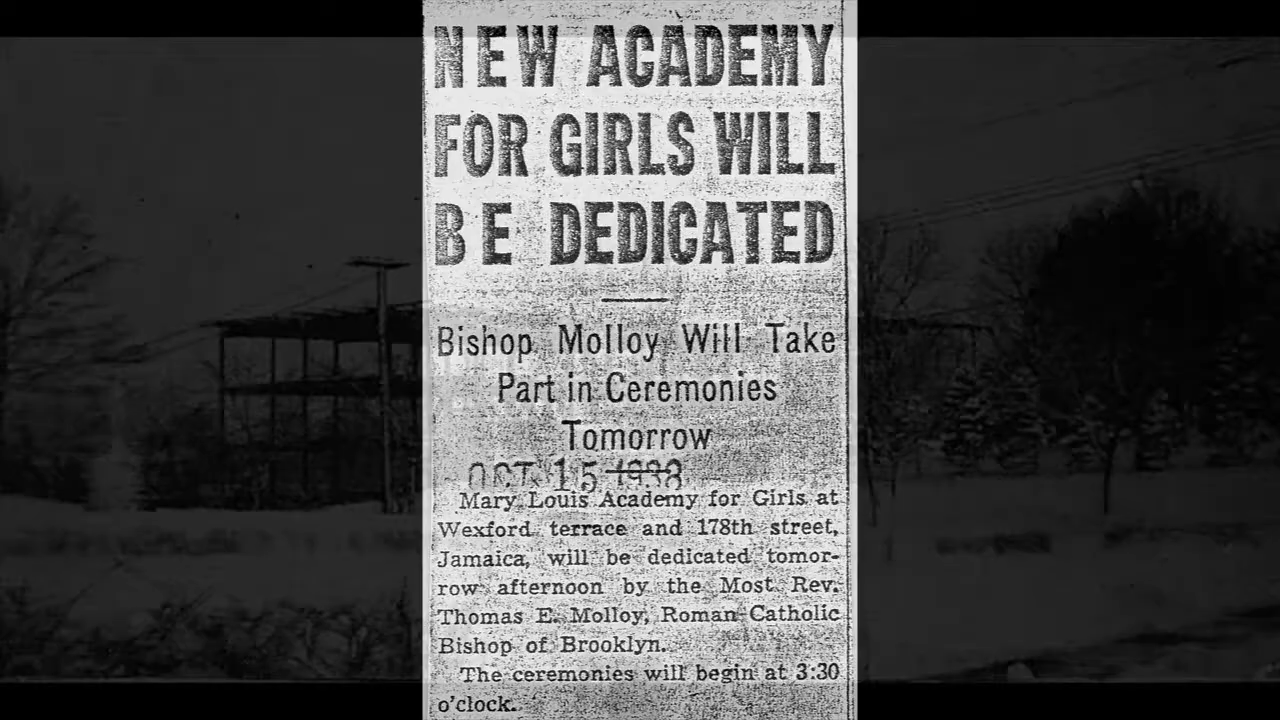 NEW ACADEMY
FOR GIRLS WILL
BE DEDICATED
Bishop Molloy Will Take
Part in Ceremonies
Tomorrow
OCT 15 1938
Mary Louis Academy for Girls at
Wexford terrace and 178th street,
Jamaica, will be dedicated tomor-
row afternoon by the Most Rev.
Thomas E. Molloy, Roman Catholic
Bishop of Brooklyn.
The ceremonies will begin at 3:30
o'clock.